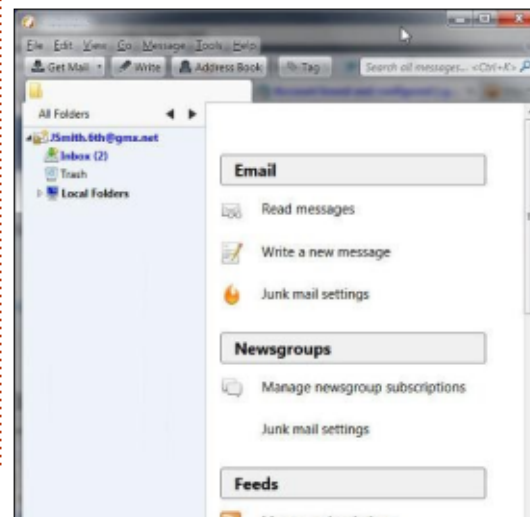 File Edit View Go Message Tools Help
Get Mail Write Address Book Tag Search all messages... <Ctrl+K>
All Folders
JSmith.6th@gmx.net
Inbox (2)
Trash
Local Folders
Email
Read messages
Write a new message
Junk mail settings
Newsgroups
Manage newsgroup subscriptions
Junk mail settings
Feeds